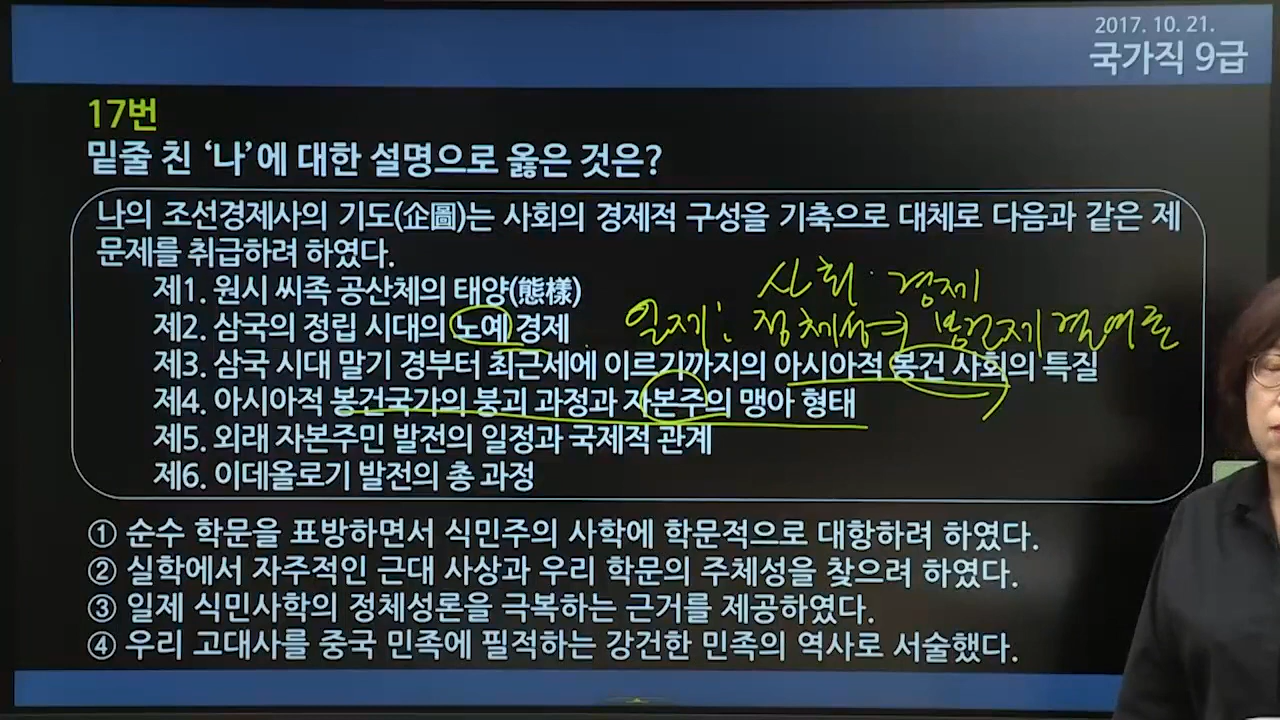 2017. 10. 21.
국가직 9급
17번
밑줄 친 ‘나’에 대한 설명으로 옳은 것은?
나의 조선경제사의 기도(企圖)는 사회의 경제적 구성을 기축으로 대체로 다음과 같은 제
문제를 취급하려 하였다.
제1. 원시 씨족 공산체의 태양(態樣)
사회·경제
제2. 삼국의 정립 시대의 노예 경제
일제: 정체성론 봉건제 결여론
제3. 삼국 시대 말기 경부터 최근세에 이르기까지의 아시아적 봉건 사회의 특질
제4. 아시아적 봉건국가의 붕괴 과정과 자본주의 맹아 형태
제5. 외래 자본주민 발전의 일정과 국제적 관계
제6. 이데올로기 발전의 총 과정
① 순수 학문을 표방하면서 식민주의 사학에 학문적으로 대항하려 하였다.
② 실학에서 자주적인 근대 사상과 우리 학문의 주체성을 찾으려 하였다.
③ 일제 식민사학의 정체성론을 극복하는 근거를 제공하였다.
④ 우리 고대사를 중국 민족에 필적하는 강건한 민족의 역사로 서술했다.